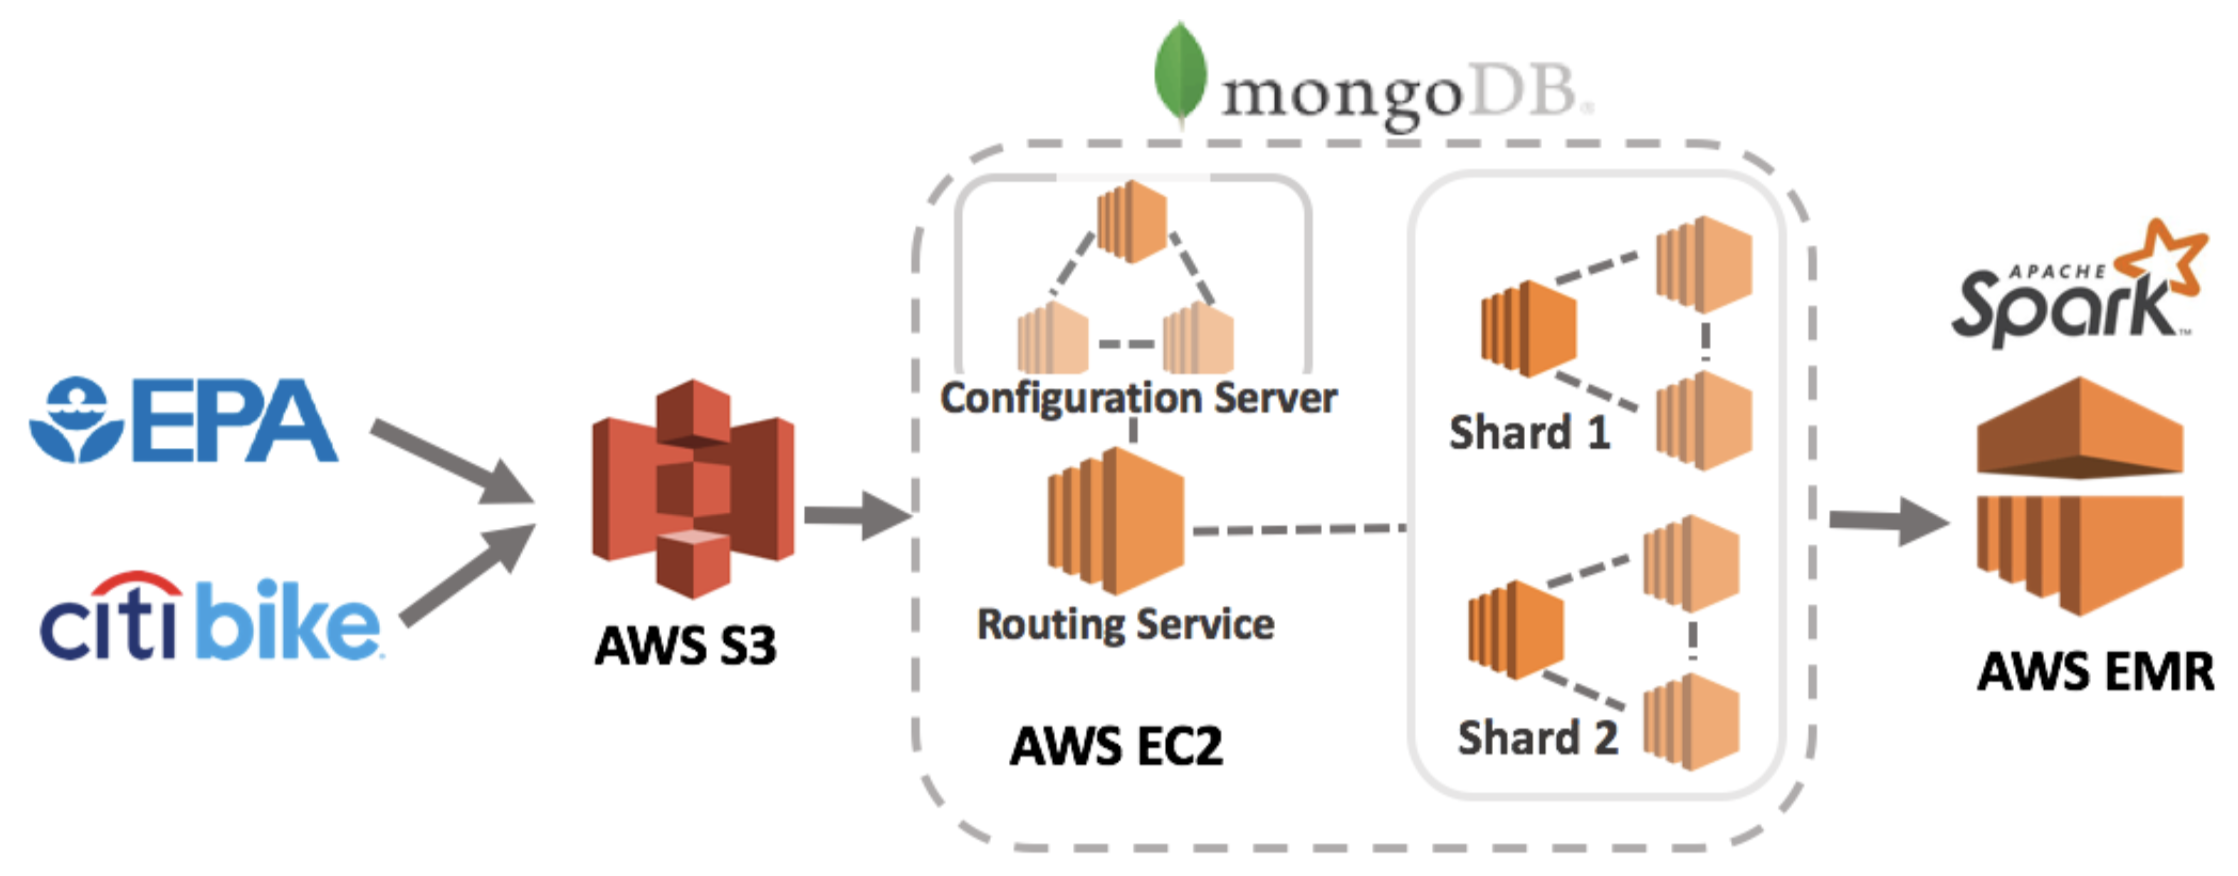 mongoDB®
EPA
citi bike
AWS S3
Configuration Server
Routing Service
AWS EC2
Shard 1
Shard 2
APACHE
Spark™
AWS EMR